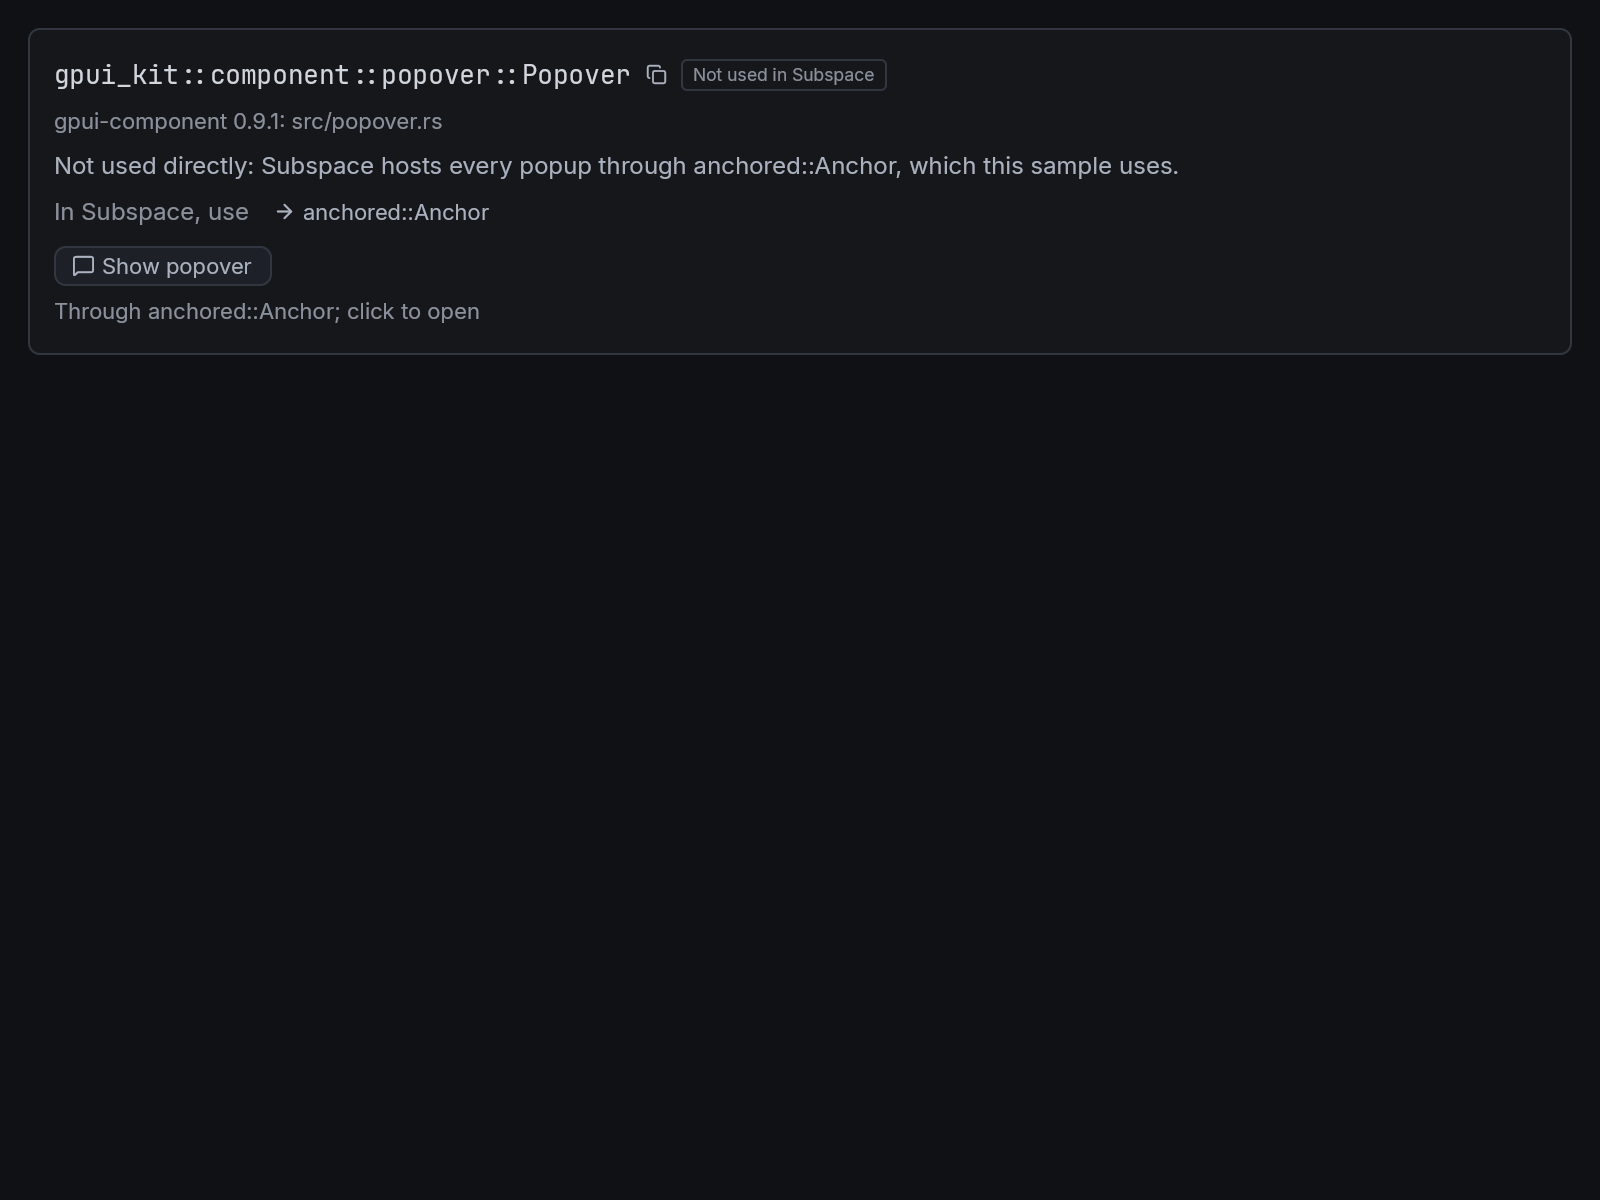 gpui_kit::component::popover::Popover Not used in Subspace
gpui-component 0.9.1: src/popover.rs
Not used directly: Subspace hosts every popup through anchored::Anchor, which this sample uses.
In Subspace, use → anchored::Anchor
Show popover
Through anchored::Anchor; click to open